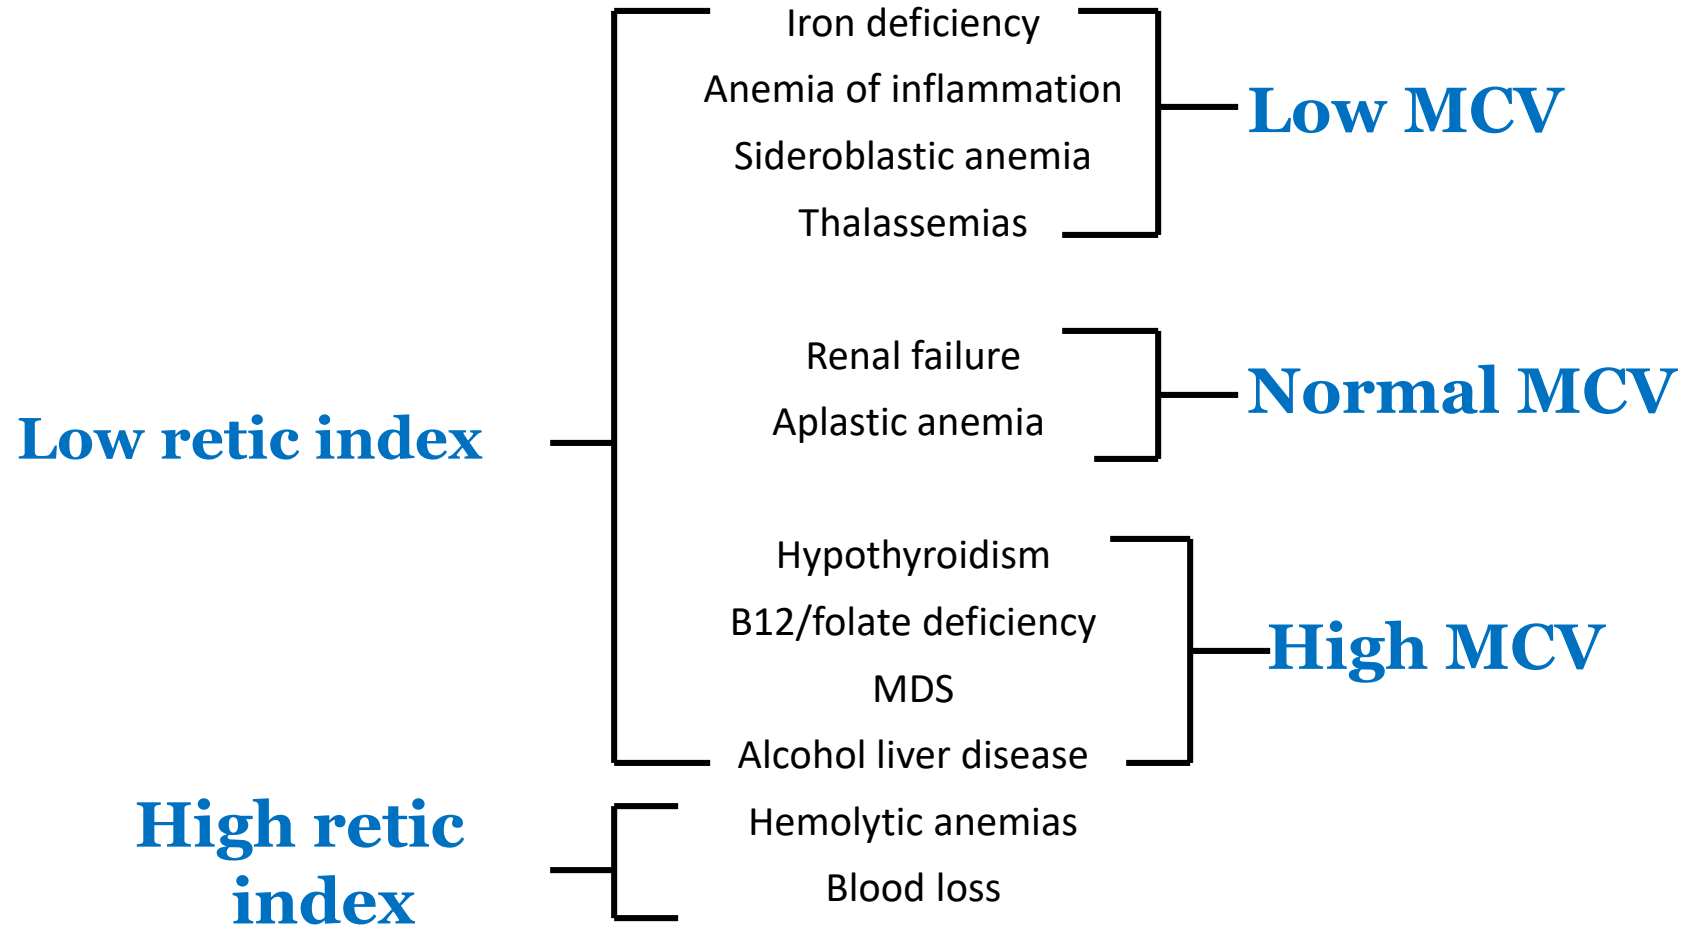 Iron deficiency
Anemia of inflammation
Sideroblastic anemia
Thalassemias
Low MCV
Renal failure
Aplastic anemia
Normal MCV
Low retic index
Hypothyroidism
B12/folate deficiency
MDS
Alcohol liver disease
High MCV
High retic
index
Hemolytic anemias
Blood loss